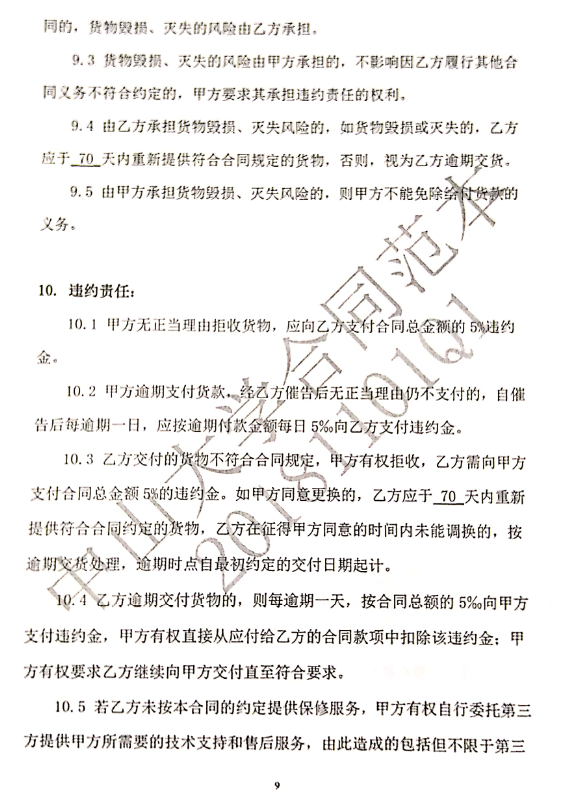 同的，货物毁损、灭失的风险由乙方承担。
9.3 货物毁损、灭失的风险由甲方承担的，不影响因乙方履行其他合
同义务不符合约定的，甲方要求其承担违约责任的权利。
9.4 由乙方承担货物毁损、灭失风险的，如货物毁损或灭失的，乙方
应于 70 天内重新提供符合合同规定的货物，否则，视为乙方逾期交货。
9.5 由甲方承担货物毁损、灭失风险的，则甲方不能免除给付货款的
义务。
10. 违约责任：
10.1 甲方无正当理由拒收货物，应向乙方支付合同总金额的 5%违约
金。
10.2 甲方逾期支付货款，经乙方催告后无正当理由仍不支付的，自催
告后每逾期一日，应按逾期付款金额每日 5‰向乙方支付违约金。
10.3 乙方交付的货物不符合合同规定，甲方有权拒收，乙方需向甲方
支付合同总金额 5%的违约金。如甲方同意更换的，乙方应于 70 天内重新
提供符合合同约定的货物，乙方在征得甲方同意的时间内未能调换的，按
逾期交货处理，逾期时点自最初约定的交付日期起计。
10.4 乙方逾期交付货物的，则每逾期一天，按合同总额的 5‰向甲方
支付违约金，甲方有权直接从应付给乙方的合同款项中扣除该违约金；甲
方有权要求乙方继续向甲方交付直至符合要求。
10.5 若乙方未按本合同的约定提供保修服务，甲方有权自行委托第三
方提供甲方所需要的技术支持和售后服务，由此造成的包括但不限于第三
中山大学合同范本
20181101Q1
9